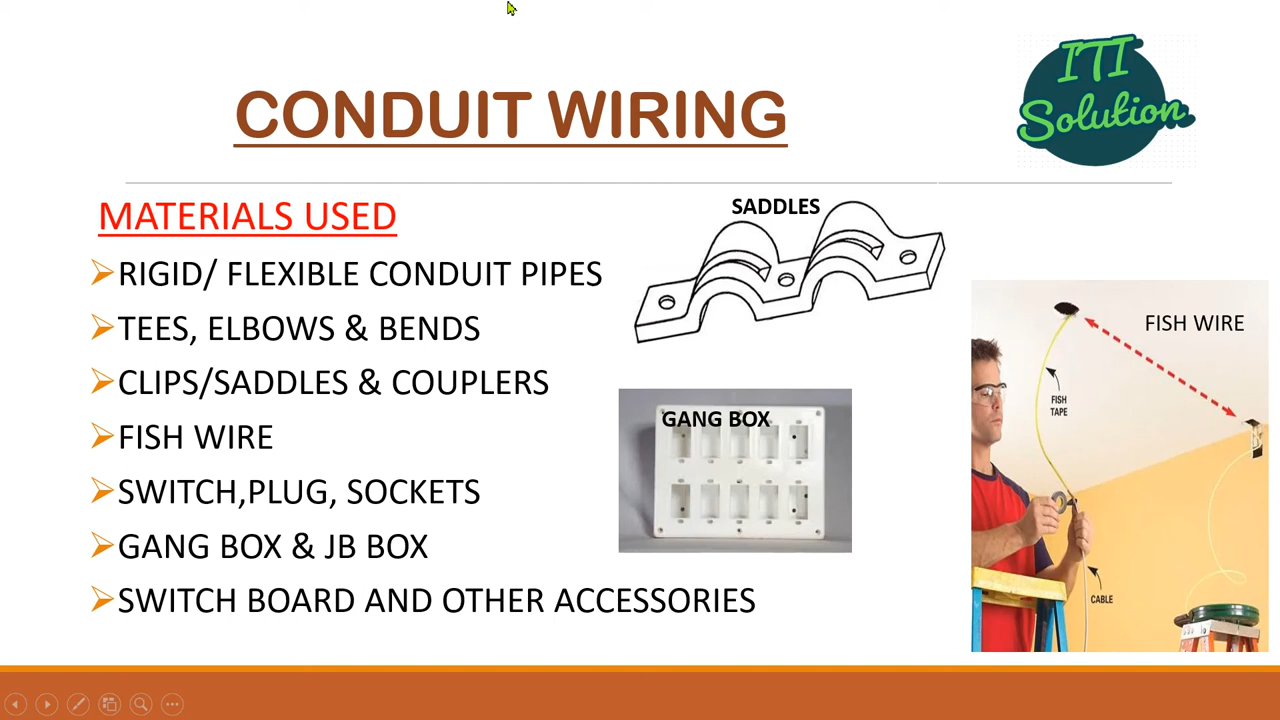 ITI
Solution
CONDUIT WIRING
MATERIALS USED
SADDLES
RIGID/ FLEXIBLE CONDUIT PIPES
TEES, ELBOWS & BENDS
CLIPS/SADDLES & COUPLERS
FISH WIRE
SWITCH,PLUG, SOCKETS
GANG BOX & JB BOX
SWITCH BOARD AND OTHER ACCESSORIES
GANG BOX
FISH WIRE
FISH
TAPE
CABLE